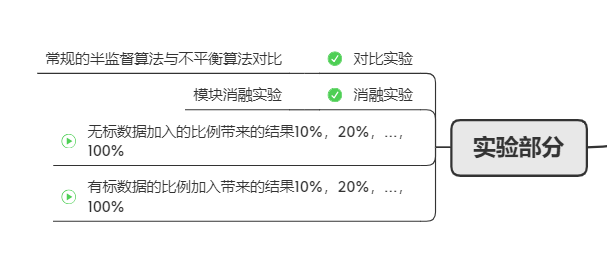 常规的半监督算法与不平衡算法对比
对比实验
模块消融实验
消融实验
无标数据加入的比例带来的结果10%，20%，...，
100%
实验部分
有标数据的比例加入带来的结果10%，20%，...，
100%